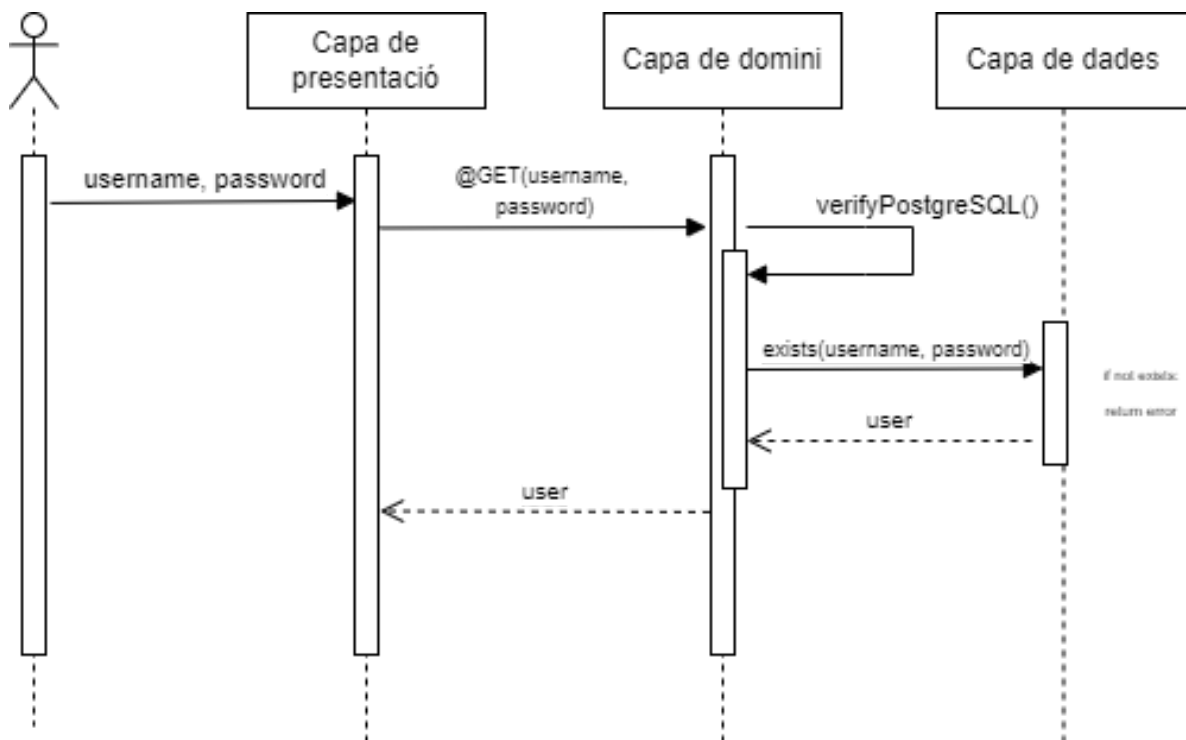 Capa de
presentació
Capa de domini
Capa de dades
username, password
@GET(username,
password)
verifyPostgreSQL()
exists(username, password)
if not exists:
return error
user
user